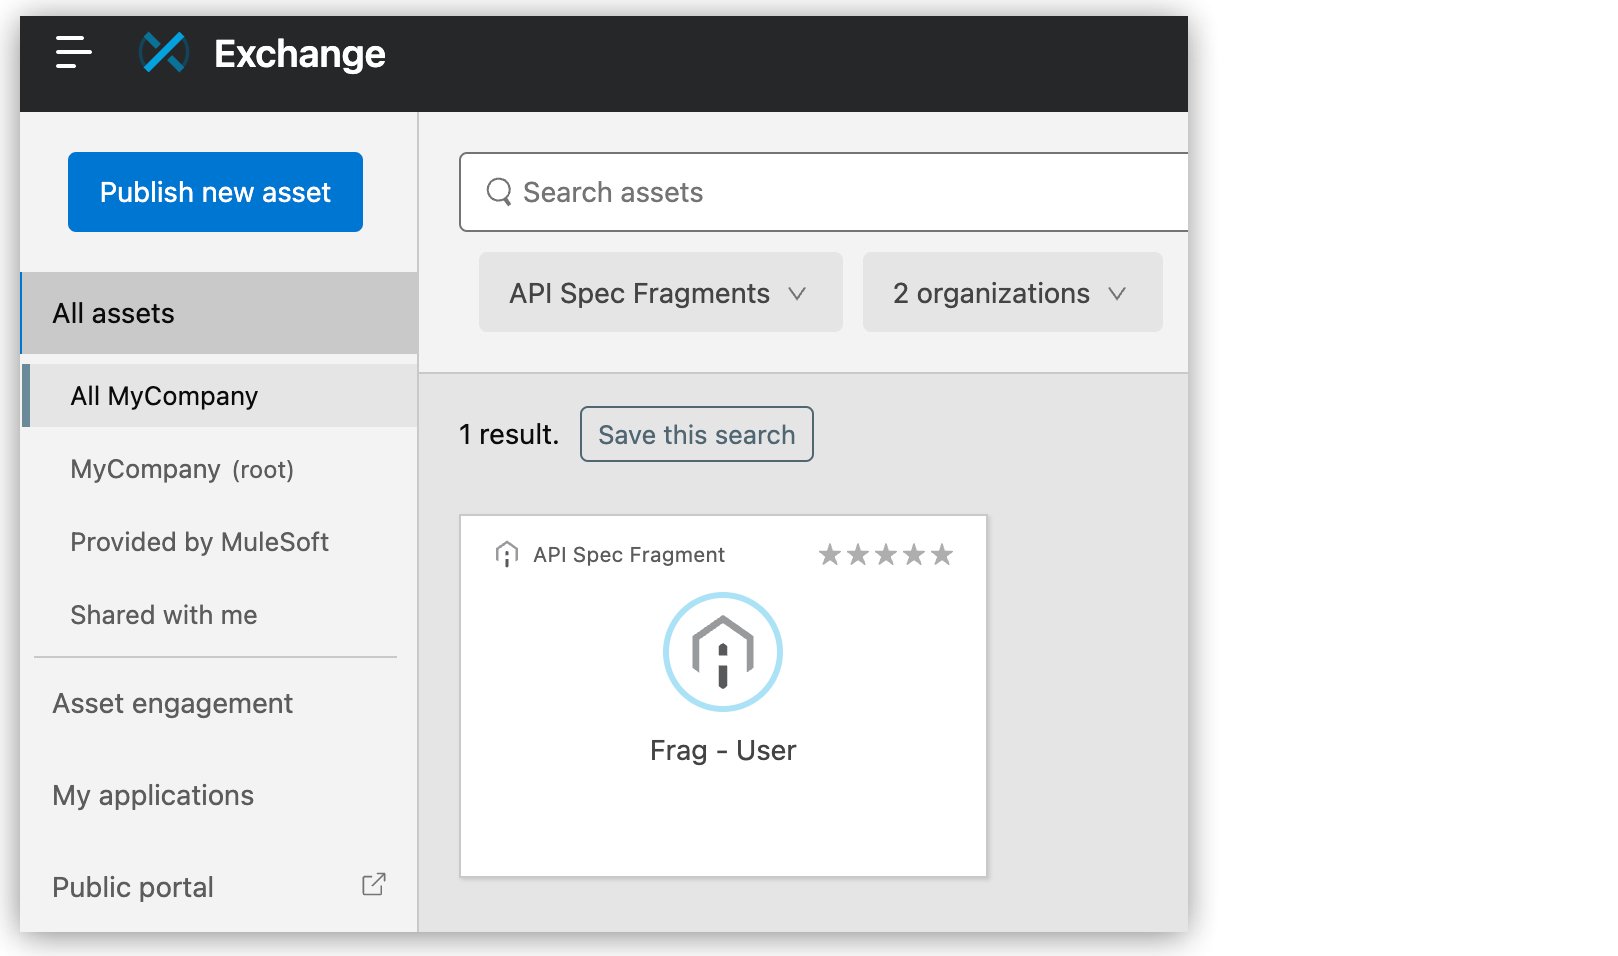 Exchange
Publish new asset
All assets
All MyCompany
MyCompany (root)
Provided by MuleSoft
Shared with me
Asset engagement
My applications
Public portal
Search assets
API Spec Fragments
2 organizations
1 result.
Save this search
API Spec Fragment
Frag - User